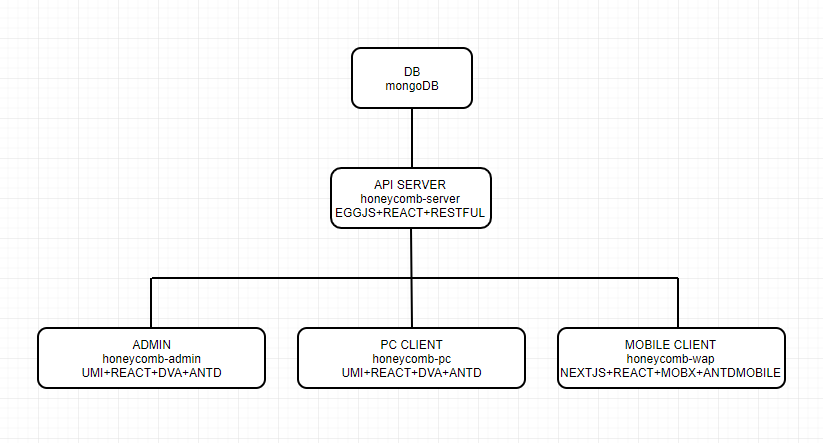 DB
mongoDB
API SERVER
honeycomb-server
EGGJS+REACT+RESTFUL
ADMIN
honeycomb-admin
UMI+REACT+DVA+ANTD
PC CLIENT
honeycomb-pc
UMI+REACT+DVA+ANTD
MOBILE CLIENT
honeycomb-wap
NEXTJS+REACT+MOBX+ANTDMOBILE